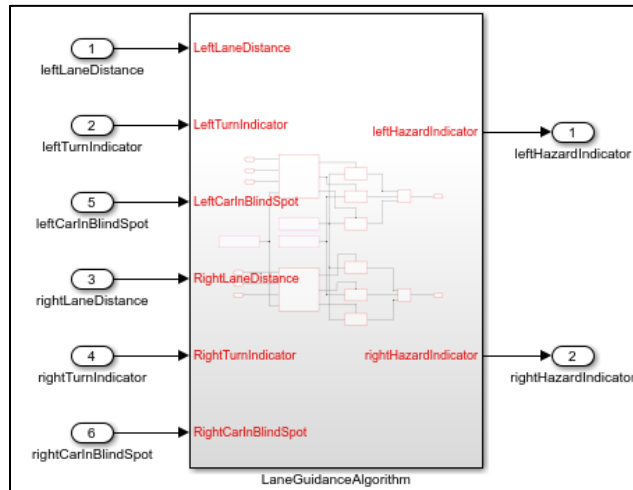 1
leftLaneDistance
LeftLaneDistance
2
leftTurnIndicator
LeftTurnIndicator
leftHazardIndicator
1
leftHazardIndicator
5
leftCarInBlindSpot
LeftCarInBlindSpot
3
rightLaneDistance
RightLaneDistance
4
rightTurnIndicator
RightTurnIndicator
rightHazardIndicator
2
rightHazardIndicator
6
rightCarInBlindSpot
RightCarInBlindSpot
LaneGuidanceAlgorithm